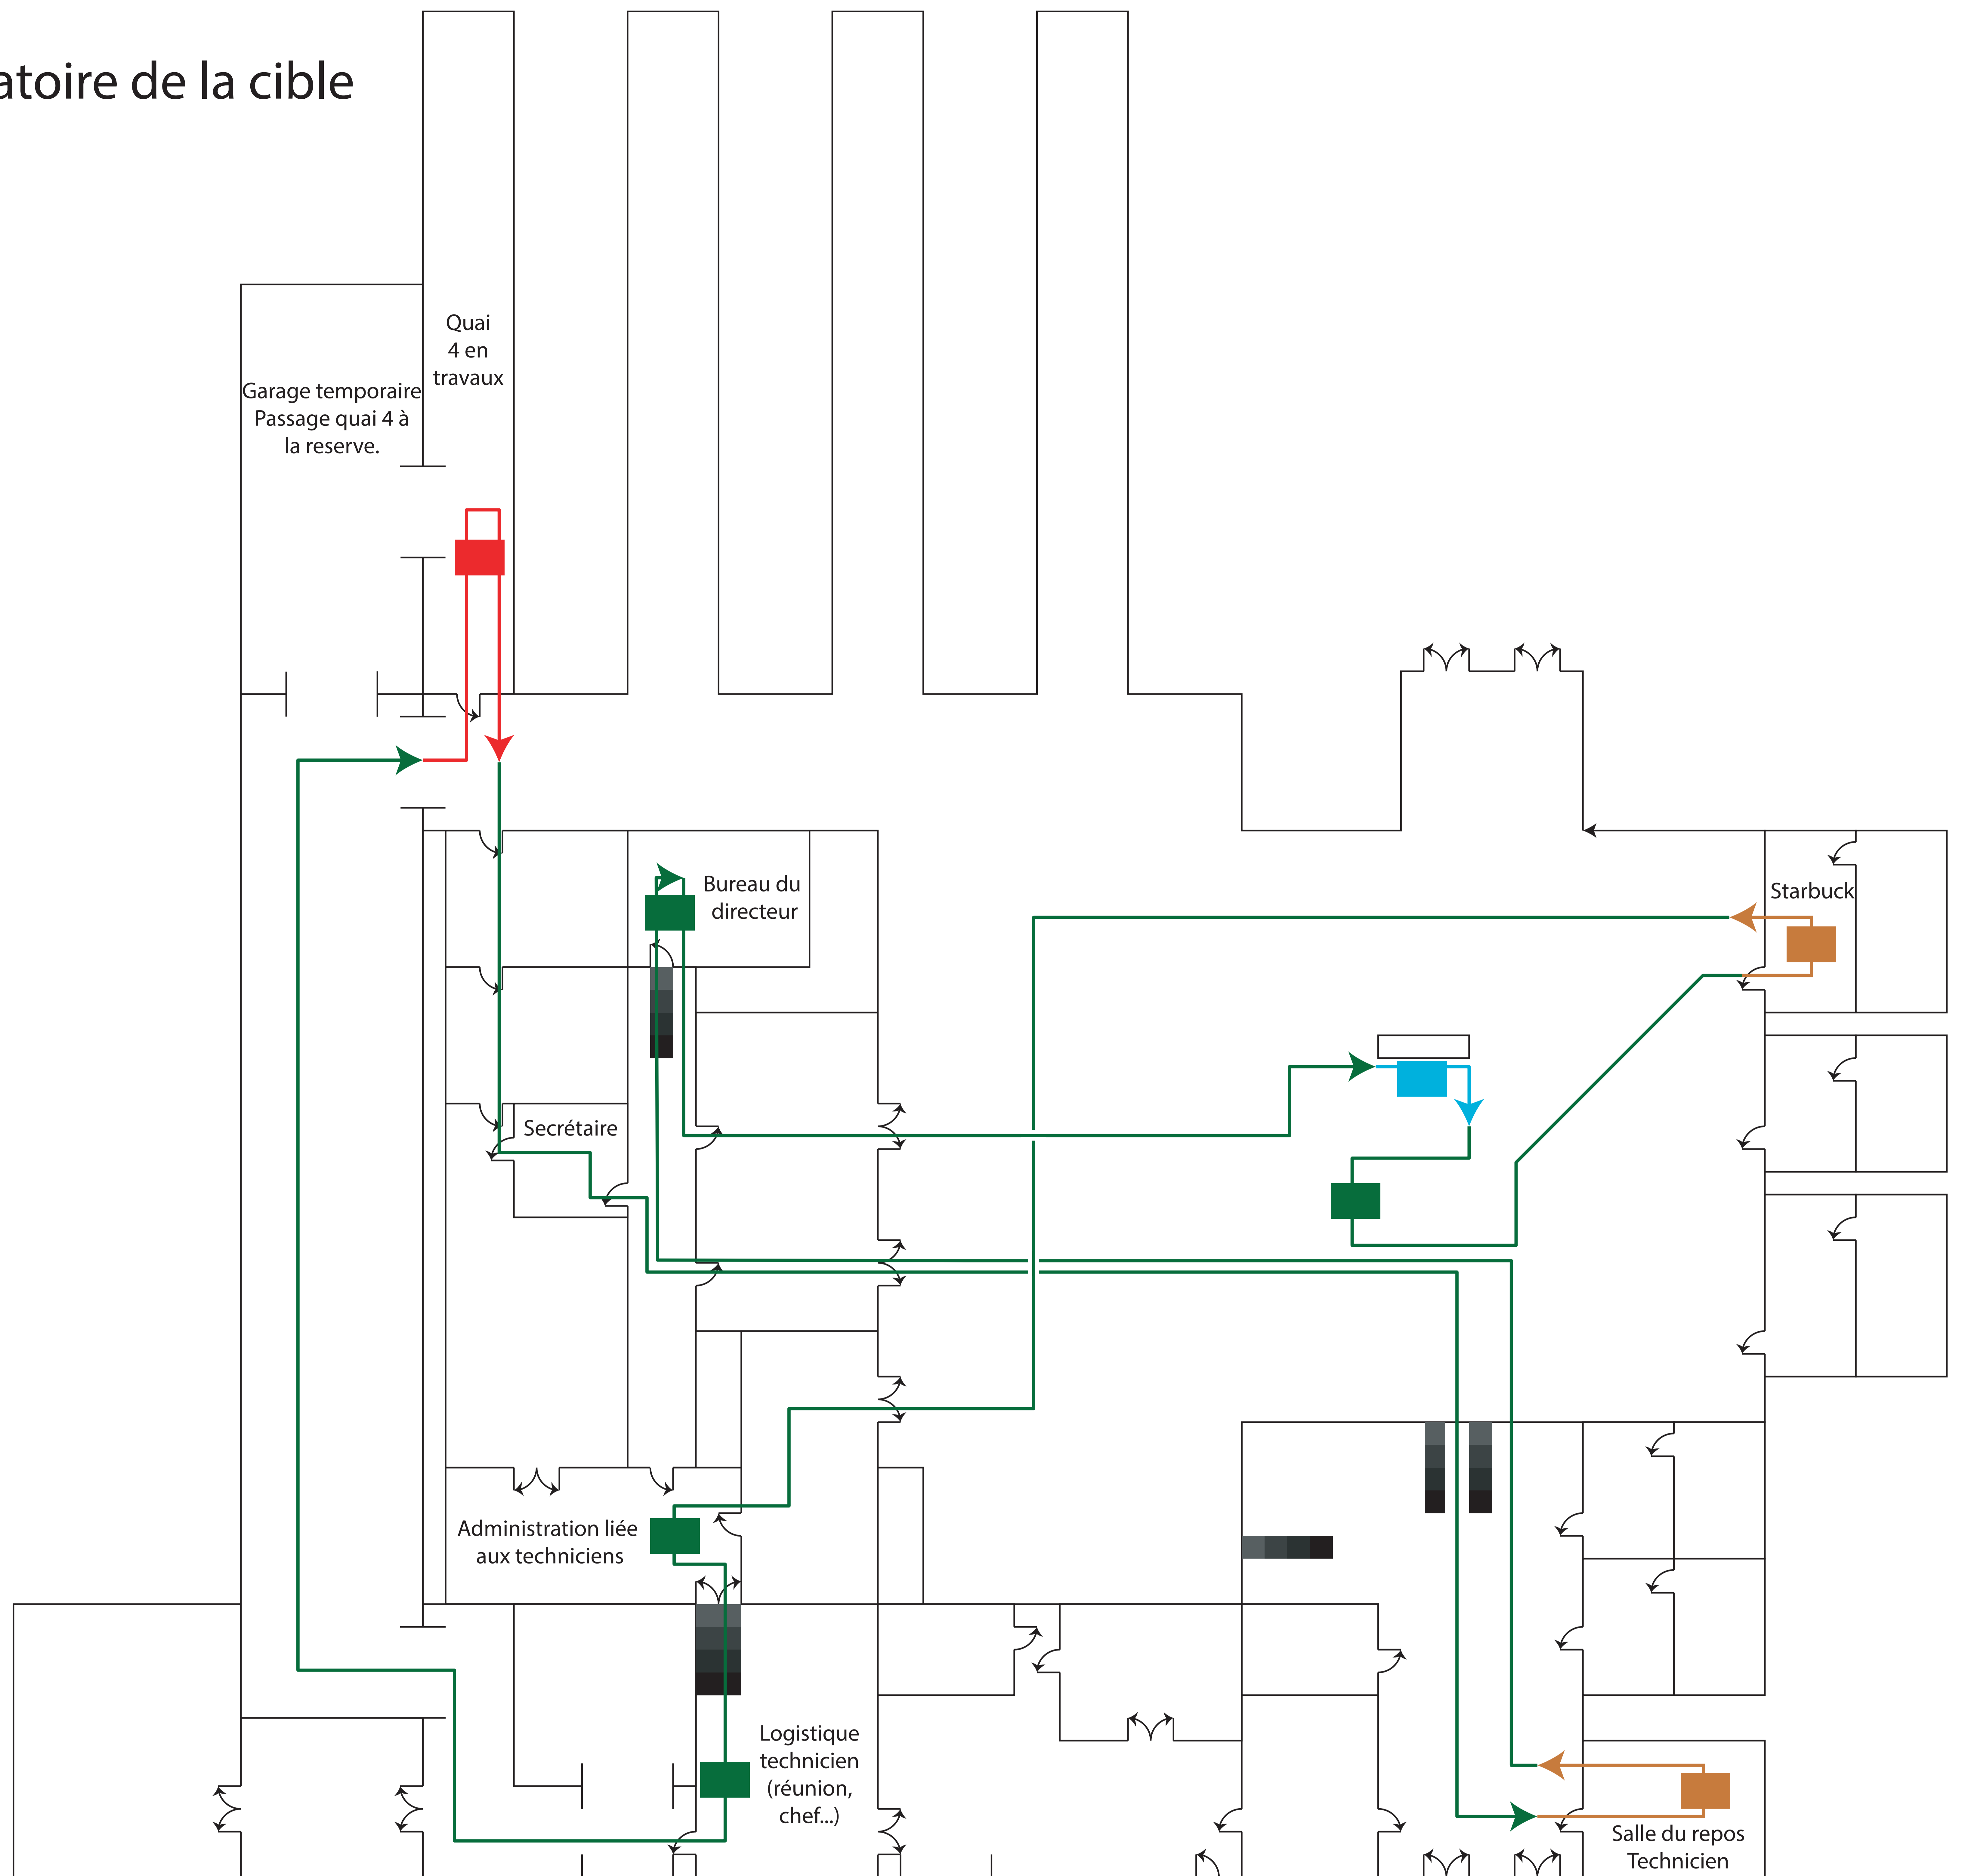 atoire de la cible
Quai
4 en
travaux
Garage temporaire
Passage quai 4 à
la reserve.
Bureau du
directeur
Starbuck
Secrétaire
Administration liée
aux techniciens
Logistique
technicien
(réunion,
chef...)
Salle du repos
Technicien